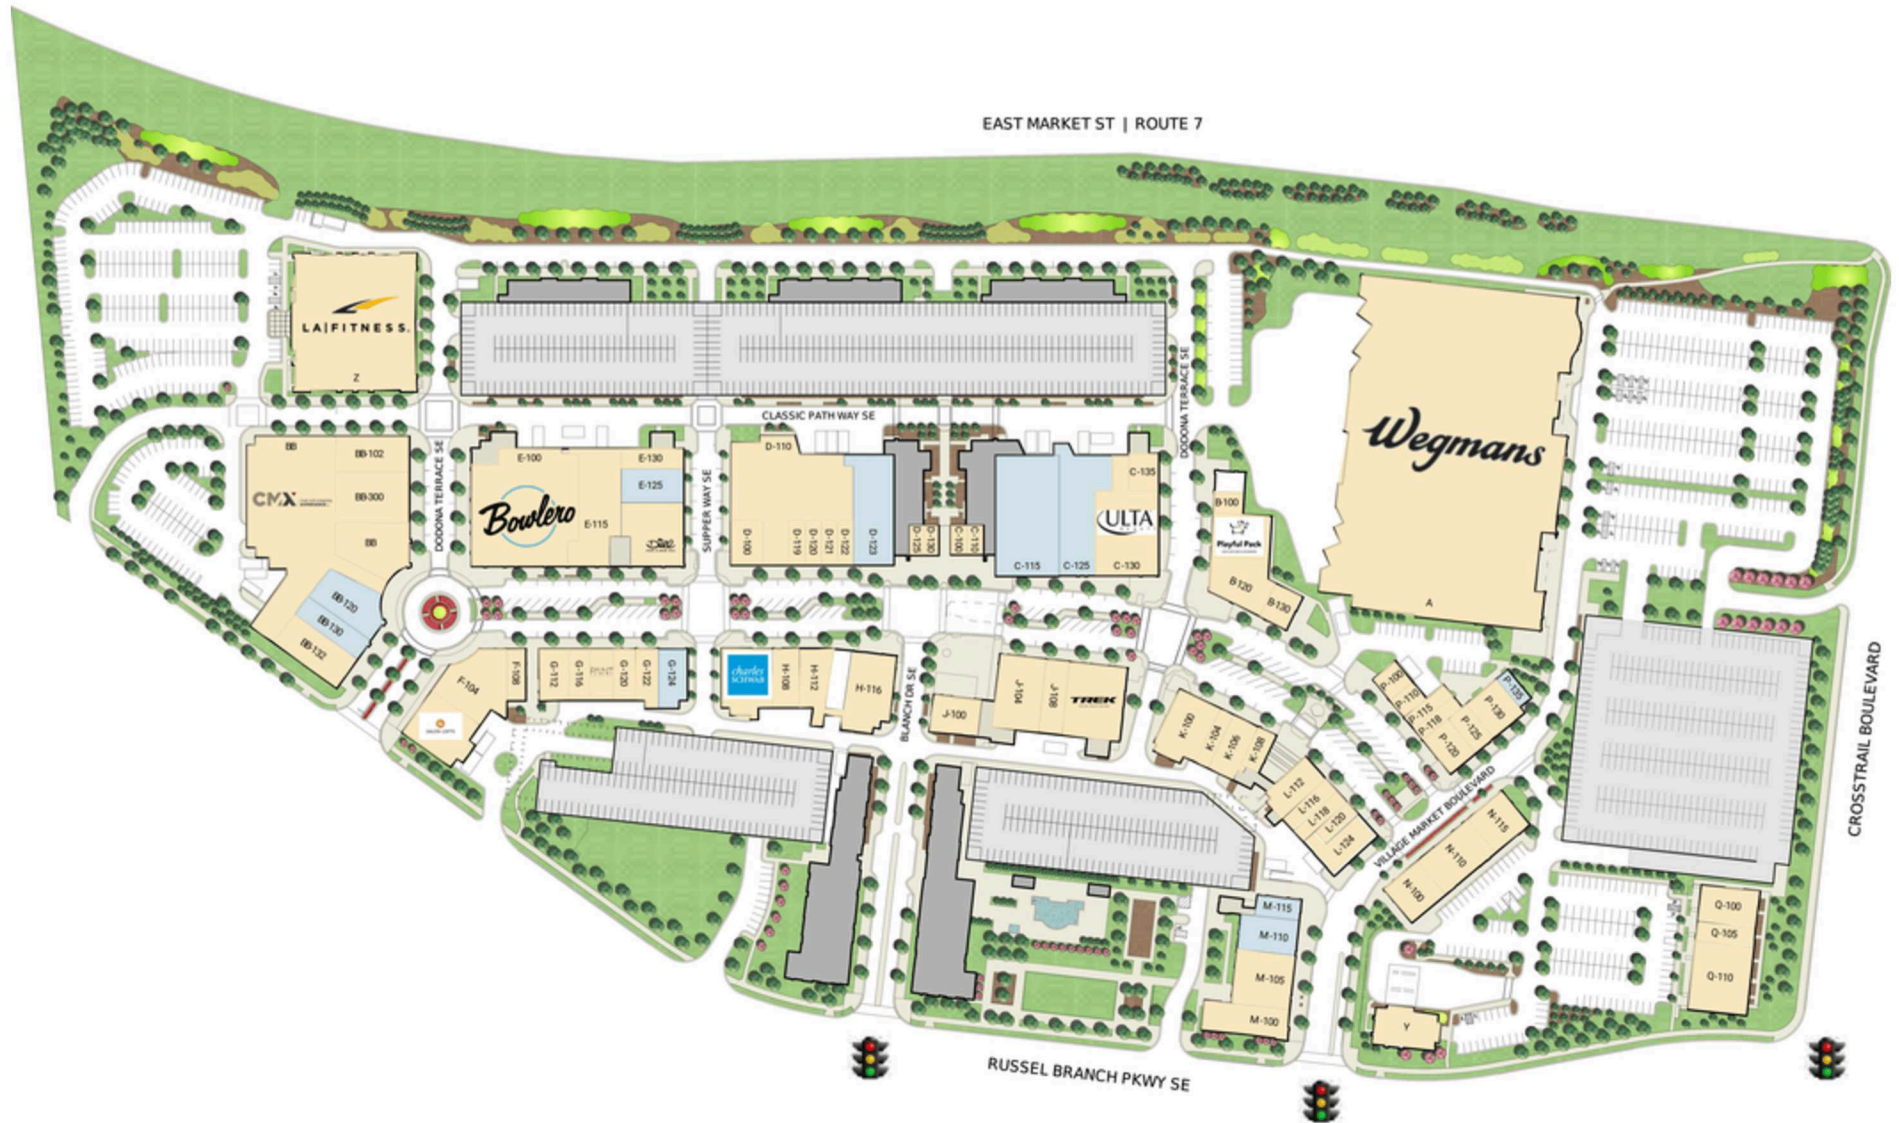 EAST MARKET ST | ROUTE 7
LA|FITNESS.
Z
CLASSIC PATH WAY SE
DODONA TERRACE SE
Wegmans
A
BB
BB-102
CMX
BB-300
BB
BB-120
BB-130
BB-132
DODONA TERRACE SE
E-100
E-130
E-125
Bowlero
E-115
SUPPER WAY SE
D-110
D-100
D-119
D-120
D-121
D-122
D-123
D-125
D-130
C-100
C-110
C-135
ULTA
C-115
C-125
C-130
B-100
Playful Pack
B-120
B-130
F-104
F-108
G-112
G-116
G-120
G-122
G-124
charles
SCHWAB
H-108
H-112
H-116
BLANCH DR SE
J-100
J-104
J-108
TREK
K-100
K-104
K-106
K-108
L-112
L-116
L-118
L-120
L-124
P-100
P-110
P-115
P-118
P-120
P-125
P-130
P-135
VILLAGE MARKET BOULEVARD
N-115
N-110
N-100
CROSSTRAIL BOULEVARD
M-115
M-110
M-105
M-100
Q-100
Q-105
Q-110
Y
RUSSEL BRANCH PKWY SE